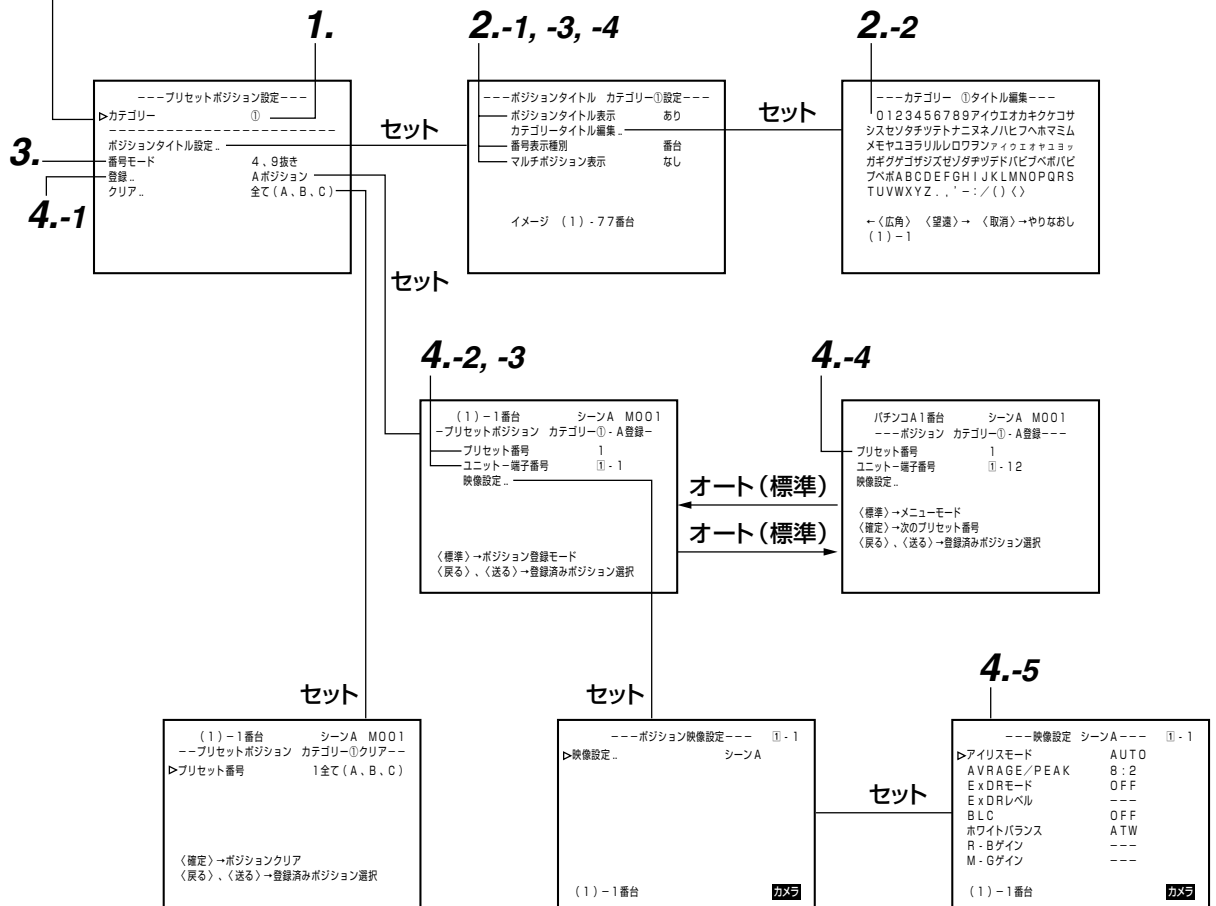 1.
2.-1, -3, -4
2.-2
---プリセットポジション設定---
▷カテゴリー ①
-------------------------
ポジションタイトル設定..
番号モード 4、9抜き
登録.. Aポジション
クリア.. 全て(A、B、C)
3.
4.-1
セット
---ポジションタイトル カテゴリー①設定---
ポジションタイトル表示 あり
カテゴリータイトル編集..
番号表示種別 番台
マルチポジション表示 なし
イメージ (1)-77番台
セット
---カテゴリー ①タイトル編集---
0123456789アイウエオカキクケコサ
シスセソタチツテトナニヌネノハヒフヘホマミム
メモヤユヨラリルレロワヲンァィゥェォャュョッ
ガギグゲゴザジズゼゾダヂヅデドバビブベボパピ
プペポABCDEFGHIJKLMNOPQRS
TUVWXYZ.,'-:/()〈〉
←〈広角〉 〈望遠〉→ 〈取消〉→やりなおし
(1)-1
セット
4.-2, -3
(1)-1番台 シーンA M001
-プリセットポジション カテゴリー①-A登録-
プリセット番号 1
ユニット-端子番号 1-1
映像設定..
〈標準〉→ポジション登録モード
〈戻る〉、〈送る〉→登録済みポジション選択
オート(標準)
オート(標準)
4.-4
パチンコA1番台 シーンA M001
---ポジション カテゴリー①-A登録---
プリセット番号 1
ユニット-端子番号 1-12
映像設定..
〈標準〉→メニューモード
〈確定〉→次のプリセット番号
〈戻る〉、〈送る〉→登録済みポジション選択
セット
(1)-1番台 シーンA M001
--プリセットポジション カテゴリー①クリア--
▷プリセット番号 1全て(A、B、C)
〈確定〉→ポジションクリア
〈戻る〉、〈送る〉→登録済みポジション選択
セット
---ポジション映像設定--- 1-1
▷映像設定.. シーンA
(1)-1番台 カメラ
セット
4.-5
---映像設定 シーンA--- 1-1
▷アイリスモード AUTO
AVRAGE/PEAK 8:2
ExDRモード OFF
ExDRレベル ---
BLC OFF
ホワイトバランス ATW
R-Bゲイン ---
M-Gゲイン ---
(1)-1番台 カメラ